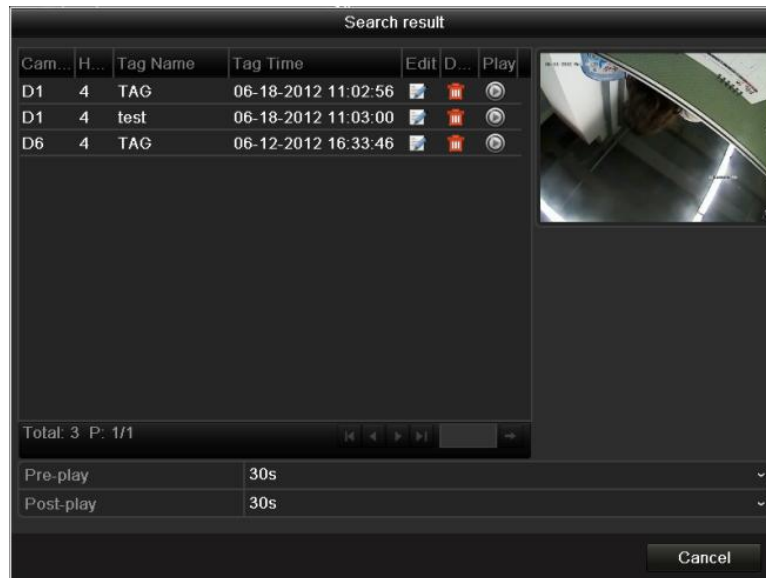 Search result
Cam... H... Tag Name Tag Time Edit D... Play
D1 4 TAG 06-18-2012 11:02:56
D1 4 test 06-18-2012 11:03:00
D6 4 TAG 06-12-2012 16:33:46
Total: 3 P: 1/1
Pre-play 30s
Post-play 30s
Cancel